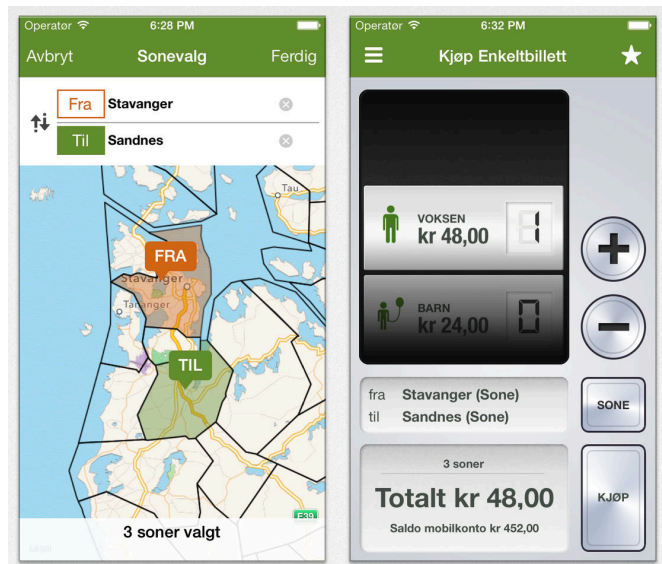 Operatør 6:28 PM
Avbryt Sonevalg Ferdig
Fra Stavanger
Til Sandnes
Tau
FRA
Stavanger
Tananger
TIL
E39
3 soner valgt
Legal
Operatør 6:32 PM
Kjøp Enkeltbillett
VOKSEN
kr 48,00
1
BARN
kr 24,00
0
fra Stavanger (Sone)
til Sandnes (Sone)
SONE
3 soner
Totalt kr 48,00
Saldo mobilkonto kr 452,00
KJØP